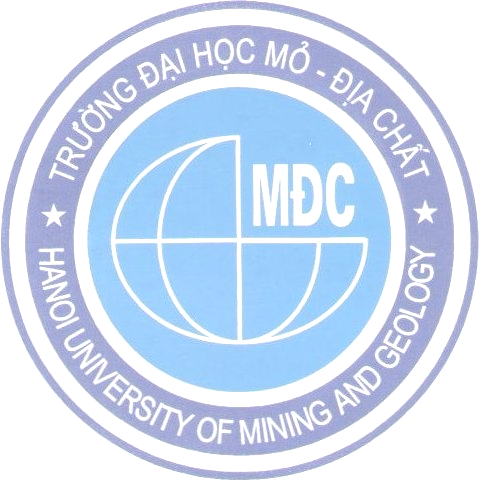 TRƯỜNG ĐẠI HỌC MỎ - ĐỊA CHẤT
MĐC
HANOI UNIVERSITY OF MINING AND GEOLOGY